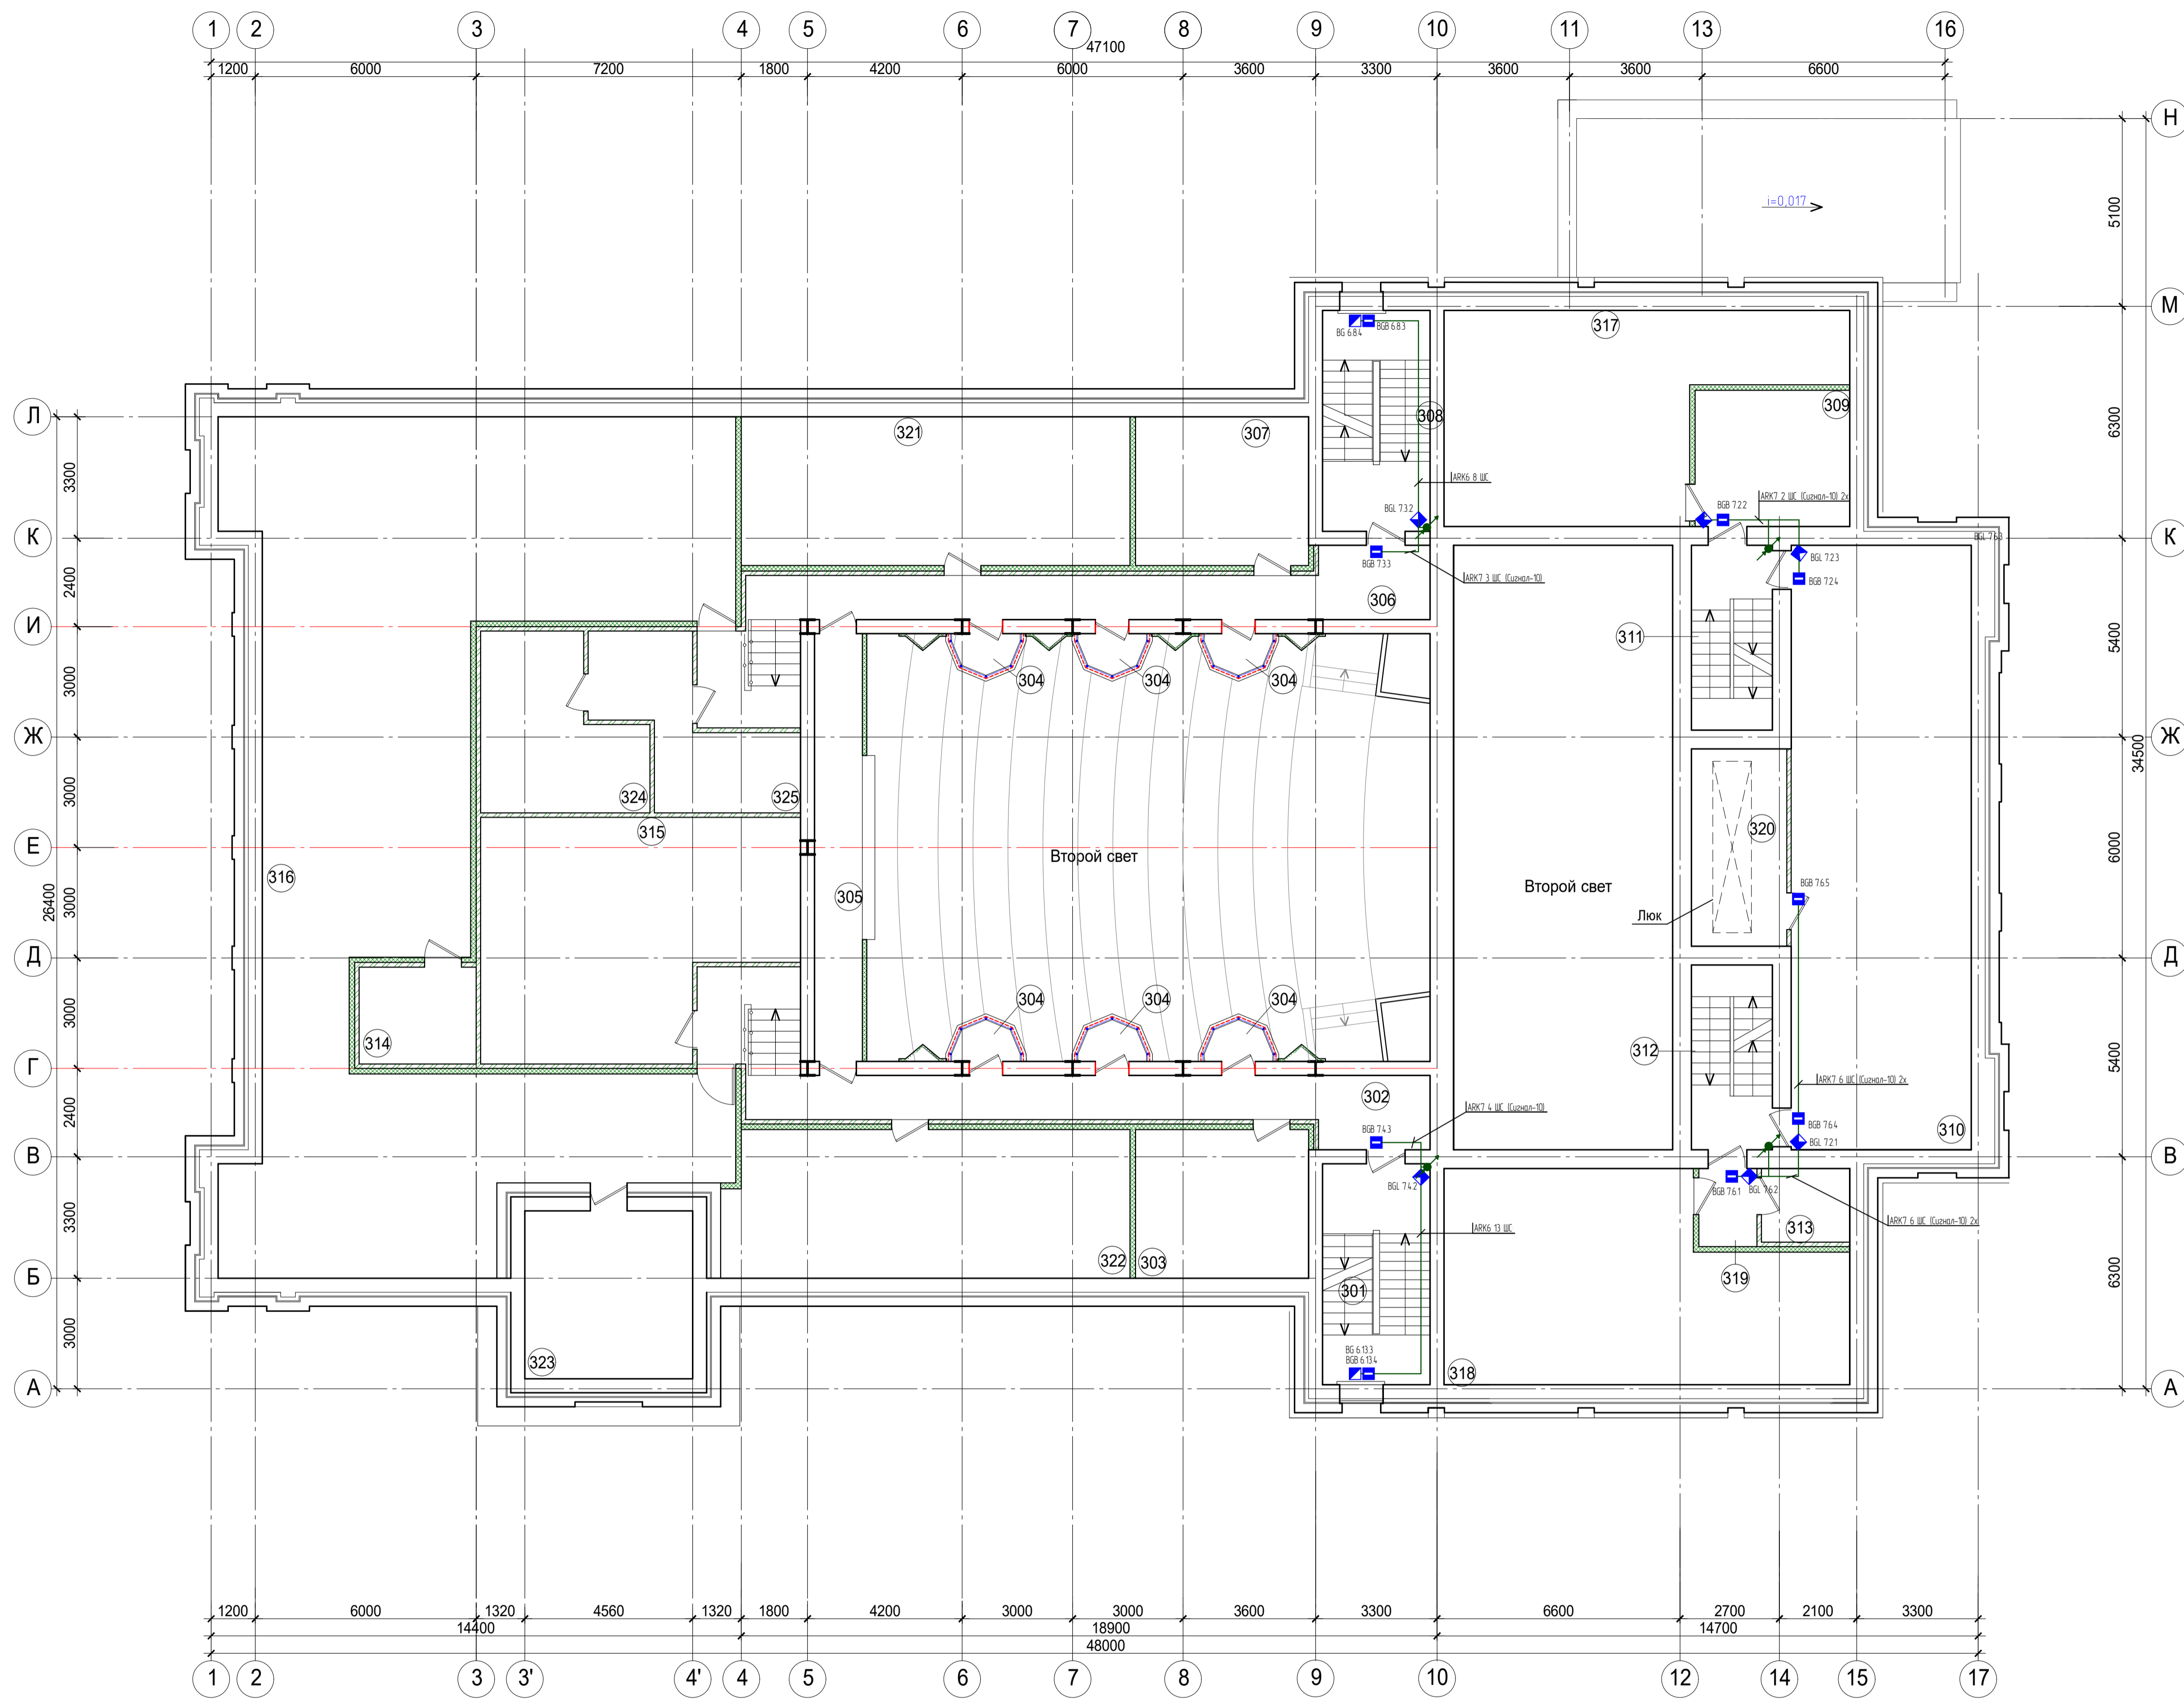 1 2 3 4 5 6 7 8 9 10 11 13 16
47100
1200 6000 7200 1800 4200 6000 3600 3300 3600 3600 6600
Н
i=0,017
5100
М
317
BG 6.8.4 BGB 6.8.3
Л
321 307 308 309
6300
3300
ARK6 8 ШС
ARK7 2 ШС (Сигнал-10) 2х
BGL 7.3.2
BGB 7.2.2
К
BGL 7.6.3
К
BGB 7.3.3
BGL 7.2.3
ARK7 3 ШС (Сигнал-10)
BGB 7.2.4
2400
306
И
311
5400
304 304 304
3000
Ж
Ж
34500
324 325
3000
315
320
Е
Второй свет
6000
316
Второй свет
BGB 7.6.5
26400
3000
305
Люк
Д
Д
304 304 304
3000
314
312
5400
Г
ARK7 6 ШС (Сигнал-10) 2х
302
ARK7 4 ШС (Сигнал-10)
2400
BGB 7.4.3
BGB 7.6.4
310
BGL 7.2.1
В
В
BGL 7.4.2
BGB 7.6.1 BGL 7.6.2
3300
ARK6 13 ШС
313
ARK7 6 ШС (Сигнал-10) 2х
322 303
Б
319
6300
301
3000
BG 6.13.3
BGB 6.13.4
323
318
А
А
1200 6000 1320 4560 1320 1800 4200 3000 3000 3600 3300 6600 2700 2100 3300
14400 18900 14700
48000
1 2 3 3' 4' 4 5 6 7 8 9 10 12 14 15 17